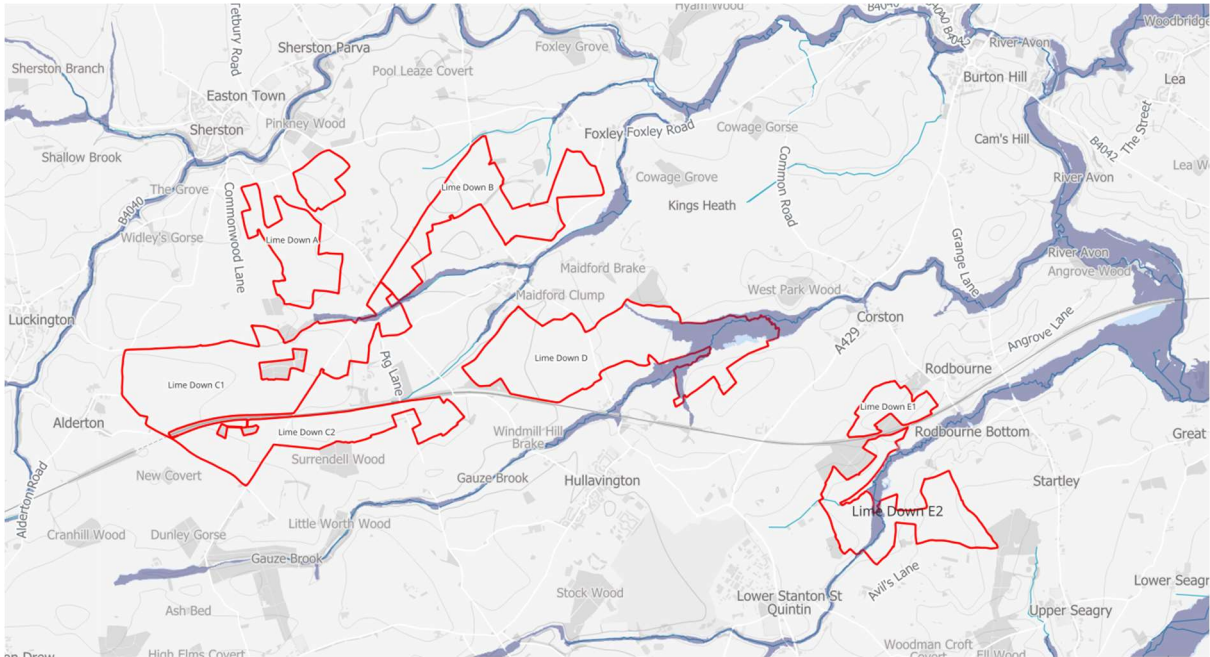 Tetbury Road
Hyam Wood
B4040
B4040
B4042
Woodbridge
Sherston Parva
Foxley Grove
River Avon
Sherston Branch
Pool Leaze Covert
Burton Hill
Lea
Easton Town
Pinkney Wood
Sherston
Foxley Foxley Road
Cowage Gorse
The Street
Cam's Hill
B4042
Shallow Brook
Common Road
Lea W
Cowage Grove
River Avon
The Grove
Lime Down B
Commonwood Lane
Kings Heath
B4040
Widley's Gorse
Lime Down A
Grange Lane
River Avon
Maidford Brake
Angrove Wood
West Park Wood
Maidford Clump
Luckington
Corston
Angrove Lane
A429
Pig Lane
Lime Down D
Rodbourne
Lime Down C1
Lime Down E1
Alderton
Lime Down C2
Windmill Hill
Brake
Rodbourne Bottom
Great
Surrendell Wood
New Covert
Gauze Brook
Hullavington
Startley
Alderton Road
Lime Down E2
Little Worth Wood
Cranhill Wood
Dunley Gorse
Gauze Brook
Avil's Lane
Stock Wood
Lower Stanton St
Quintin
Lower Seagr
Ash Bed
Upper Seagry
Woodman Croft
Covert
Ell Wood
High Elms Covert
an Drew